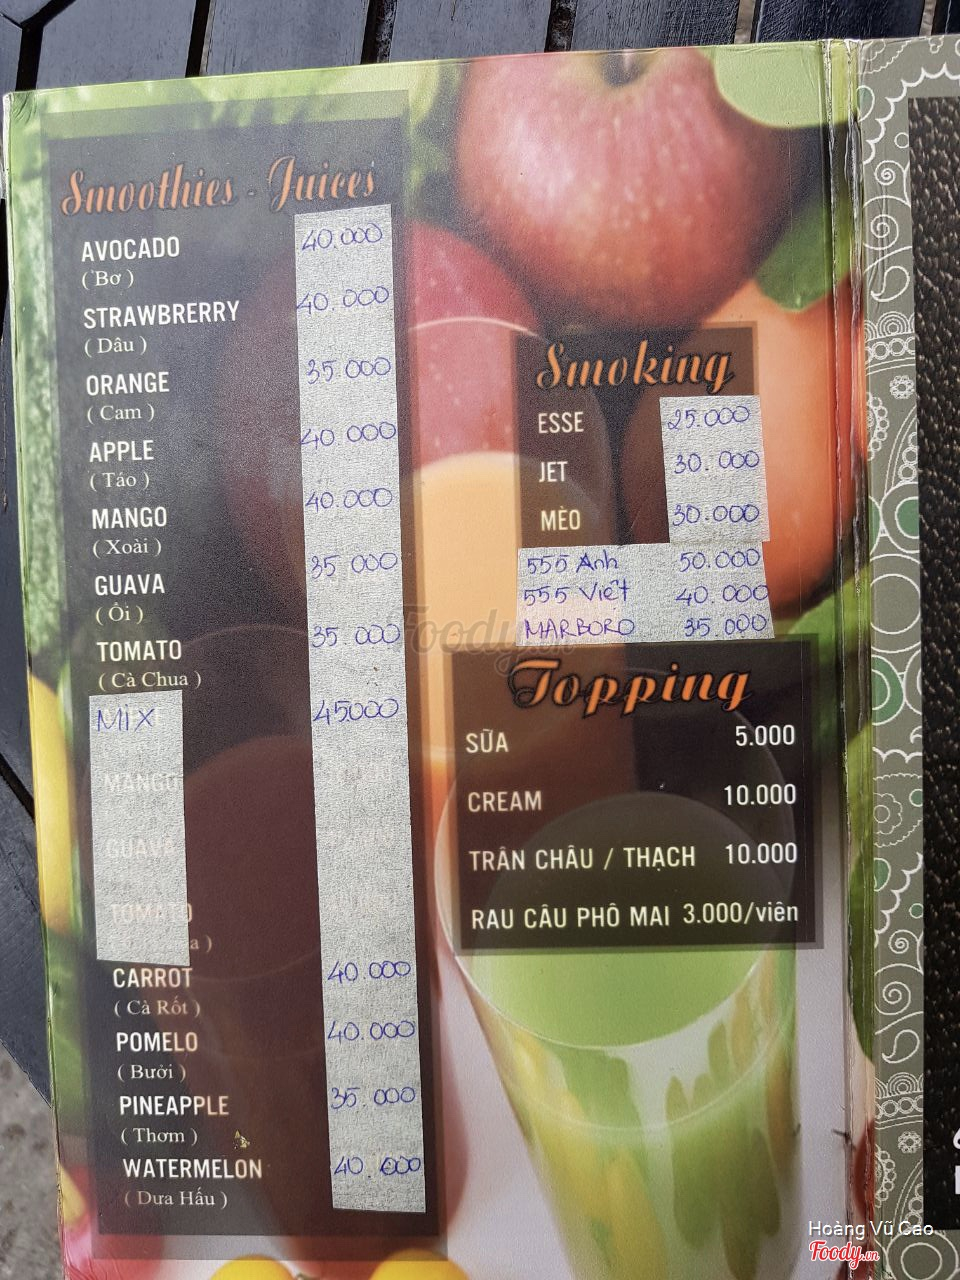 Smoothies - Juices
AVOCADO 40.000
( Bơ )
STRAWBRERRY 40.000
( Dâu )
ORANGE 35 000
( Cam )
APPLE 40 000
( Táo )
MANGO 40.000
( Xoài )
GUAVA 35 000
( Ổi )
TOMATO 35 000
( Cà Chua )
MIX 45000
MANGO
GUAVA
TOMATO
CARROT 40.000
( Cà Rốt )
POMELO 40.000
( Bưởi )
PINEAPPLE 35 000
( Thơm )
WATERMELON 40 000
( Dưa Hấu )
Smoking
ESSE 25.000
JET 30.000
MÈO 30.000
555 Anh 50.000
555 Việt 40.000
MARBORO 35.000
Topping
SỮA 5.000
CREAM 10.000
TRÂN CHÂU / THẠCH 10.000
RAU CÂU PHÔ MAI 3.000/viên
Foody.vn
Hoàng Vũ Cao
Foody.vn